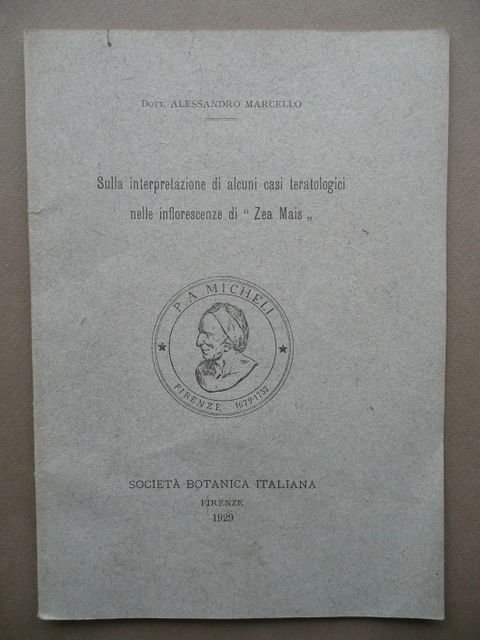 Dott. ALESSANDRO MARCELLO
Sulla interpretazione di alcuni casi teratologici
nelle inflorescenze di “ Zea Mais „
P. A MICHELI
FIRENZE 1679-1737
SOCIETÀ BOTANICA ITALIANA
FIRENZE
1929